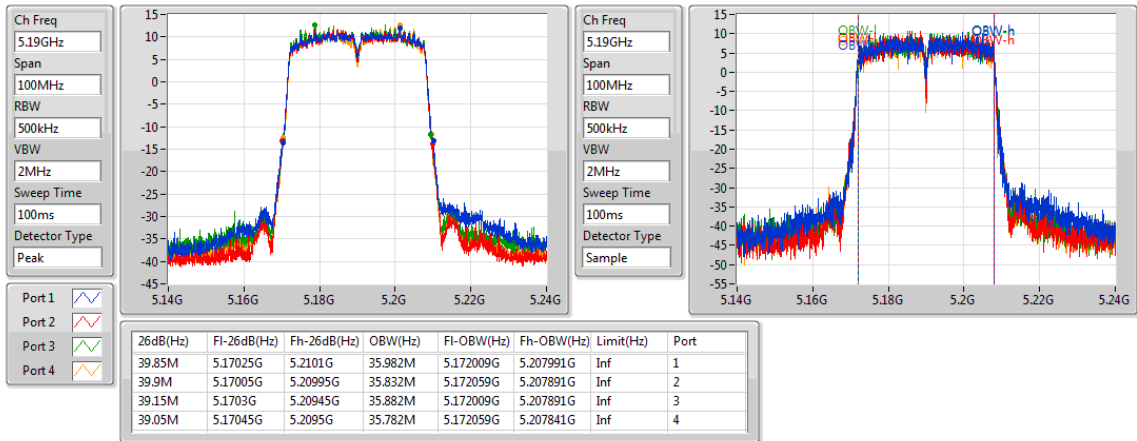 Ch Freq
5.19GHz
Span
100MHz
RBW
500kHz
VBW
2MHz
Sweep Time
100ms
Detector Type
Peak
15
10
5
0
-5
-10
-15
-20
-25
-30
-35
-40
-45
5.14G 5.16G 5.18G 5.2G 5.22G 5.24G
Ch Freq
5.19GHz
Span
100MHz
RBW
500kHz
VBW
2MHz
Sweep Time
100ms
Detector Type
Sample
15
10
5
0
-5
-10
-15
-20
-25
-30
-35
-40
-45
-50
-55
OBW-l OBW-h
5.14G 5.16G 5.18G 5.2G 5.22G 5.24G
Port 1
Port 2
Port 3
Port 4
26dB(Hz) Fl-26dB(Hz) Fh-26dB(Hz) OBW(Hz) Fl-OBW(Hz) Fh-OBW(Hz) Limit(Hz) Port
39.85M 5.17025G 5.2101G 35.982M 5.172009G 5.207991G Inf 1
39.9M 5.17005G 5.20995G 35.832M 5.172059G 5.207891G Inf 2
39.15M 5.1703G 5.20945G 35.882M 5.172009G 5.207891G Inf 3
39.05M 5.17045G 5.2095G 35.782M 5.172059G 5.207841G Inf 4